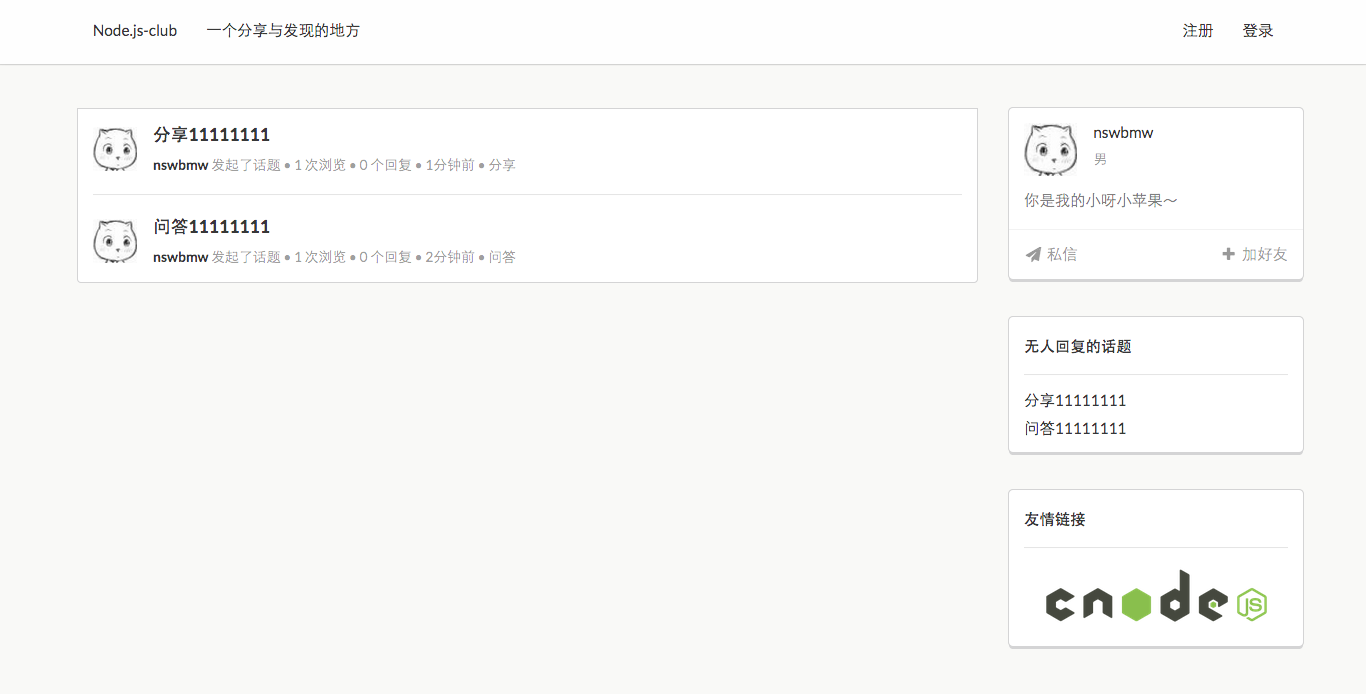 Node.js-club 一个分享与发现的地方 注册 登录
分享11111111
nswbmw 发起了话题 • 1 次浏览 • 0 个回复 • 1分钟前 • 分享
问答11111111
nswbmw 发起了话题 • 1 次浏览 • 0 个回复 • 2分钟前 • 问答
nswbmw
男
你是我的小呀小苹果～
私信 加好友
无人回复的话题
分享11111111
问答11111111
友情链接
cnode JS